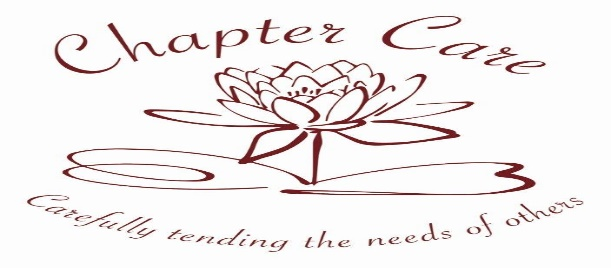 Chapter Care
Carefully tending the needs of others